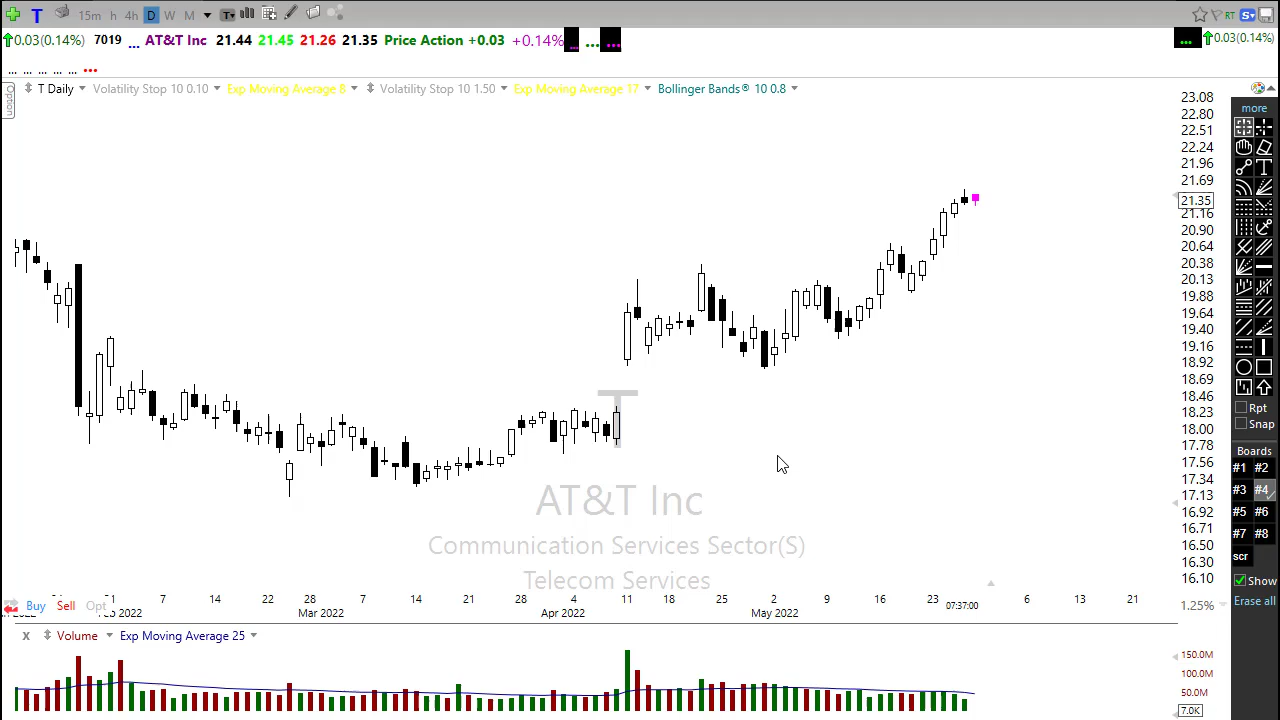 T 15m h 4h D W M T RT S
0.03(0.14%) 7019 ... AT&T Inc 21.44 21.45 21.26 21.35 Price Action +0.03 +0.14% ... ... ... ... 0.03(0.14%)
... ... ... ... ... ...
Option T Daily Volatility Stop 10 0.10 Exp Moving Average 8 Volatility Stop 10 1.50 Exp Moving Average 17 Bollinger Bands® 10 0.8
23.08
22.80
22.51
22.24
21.96
21.69
21.35
21.16
20.90
20.64
20.38
20.13
19.88
19.64
19.40
19.16
18.92
18.69
18.46
18.23
18.00
17.78
17.56
17.34
17.13
16.92
16.71
16.50
16.30
16.10
T
AT&T Inc
Communication Services Sector(S)
Telecom Services
more
T
Rpt
Snap
Boards
#1 #2
#3 #4
#5 #6
#7 #8
scr
Show
Erase all
7 14 22 28 7 14 21 28 11 18 25 2 9 16 23 6 13 21
Buy Sell Opt 07:37:00 1.25%
2022 Mar 2022 Apr 2022 May 2022
x Volume Exp Moving Average 25
150.0M
100.0M
50.0M
7.0K